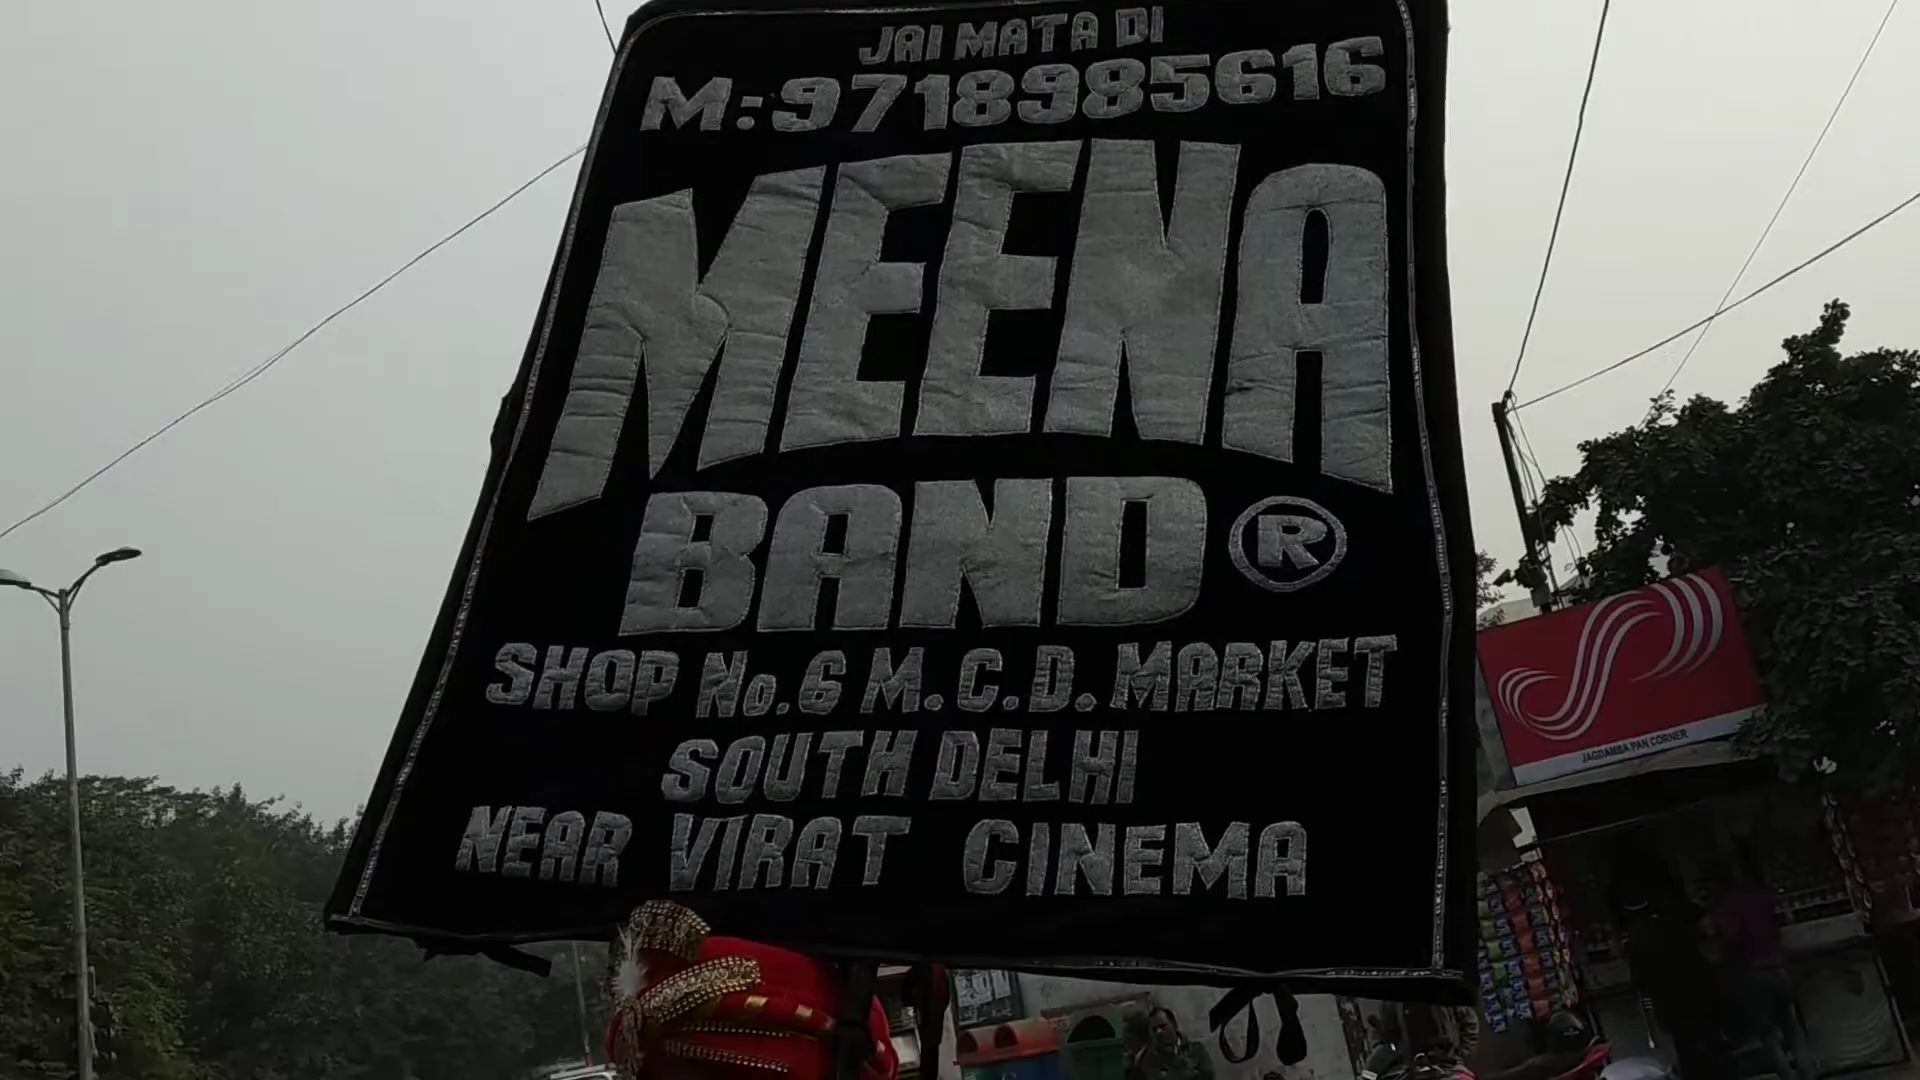 JAI MATA DI
M:9718985616
MEENA
BAND ®
SHOP No.6 M.C.D. MARKET
SOUTH DELHI
NEAR VIRAT CINEMA
JAGDAMBA PAN CORNER